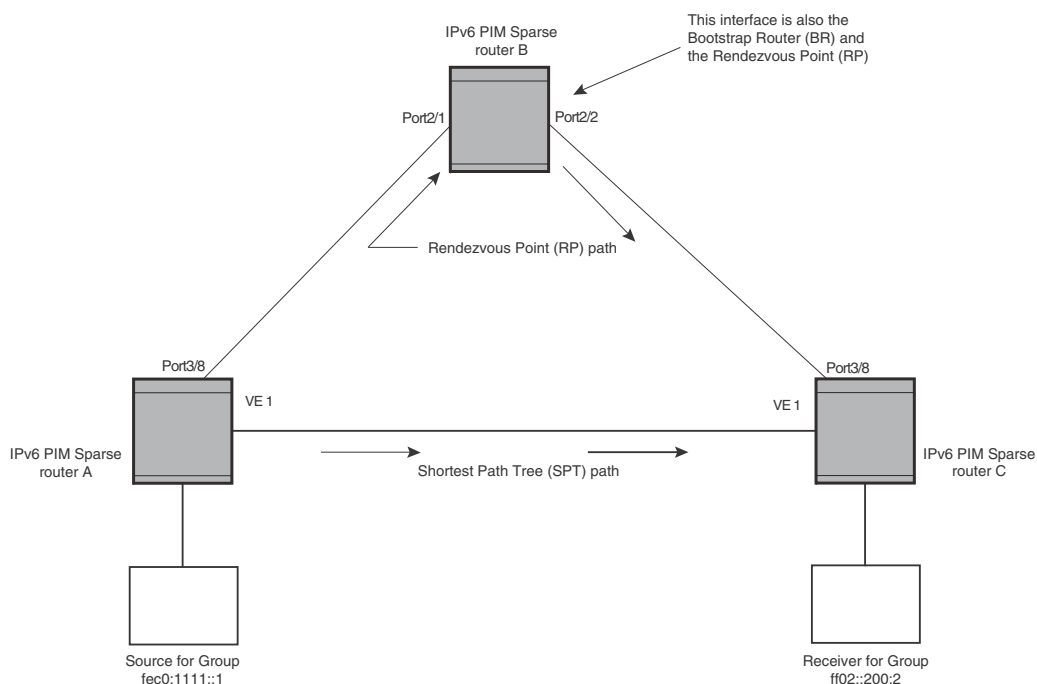 IPv6 PIM Sparse
router B
This interface is also the
Bootstrap Router (BR) and
the Rendezvous Point (RP)
Port2/1
Port2/2
Rendezvous Point (RP) path
Port3/8
Port3/8
VE 1
VE 1
IPv6 PIM Sparse
router A
Shortest Path Tree (SPT) path
IPv6 PIM Sparse
router C
Source for Group
fec0:1111::1
Receiver for Group
ff02::200:2